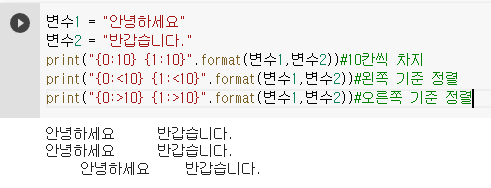 변수1 = "안녕하세요"
변수2 = "반갑습니다."
print("{0:10} {1:10}".format(변수1,변수2))#10칸씩 차지
print("{0:<10} {1:<10}".format(변수1,변수2))#왼쪽 기준 정렬
print("{0:>10} {1:>10}".format(변수1,변수2))#오른쪽 기준 정렬
안녕하세요      반갑습니다.
안녕하세요      반갑습니다.
     안녕하세요     반갑습니다.